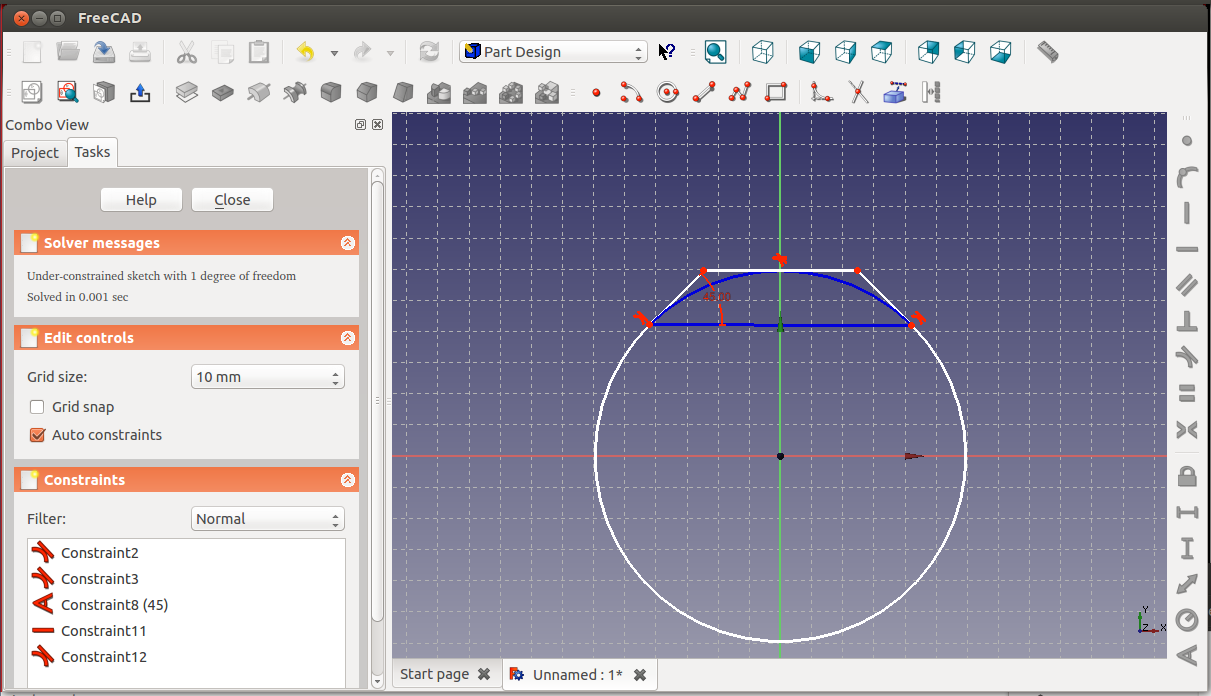 FreeCAD
Part Design
Combo View
Project
Tasks
Help
Close
Solver messages
Under-constrained sketch with 1 degree of freedom
Solved in 0.001 sec
Edit controls
Grid size:
10 mm
Grid snap
Auto constraints
Constraints
Filter:
Normal
Constraint2
Constraint3
Constraint8 (45)
Constraint11
Constraint12
45.00
Y
Z
X
Start page
Unnamed : 1*